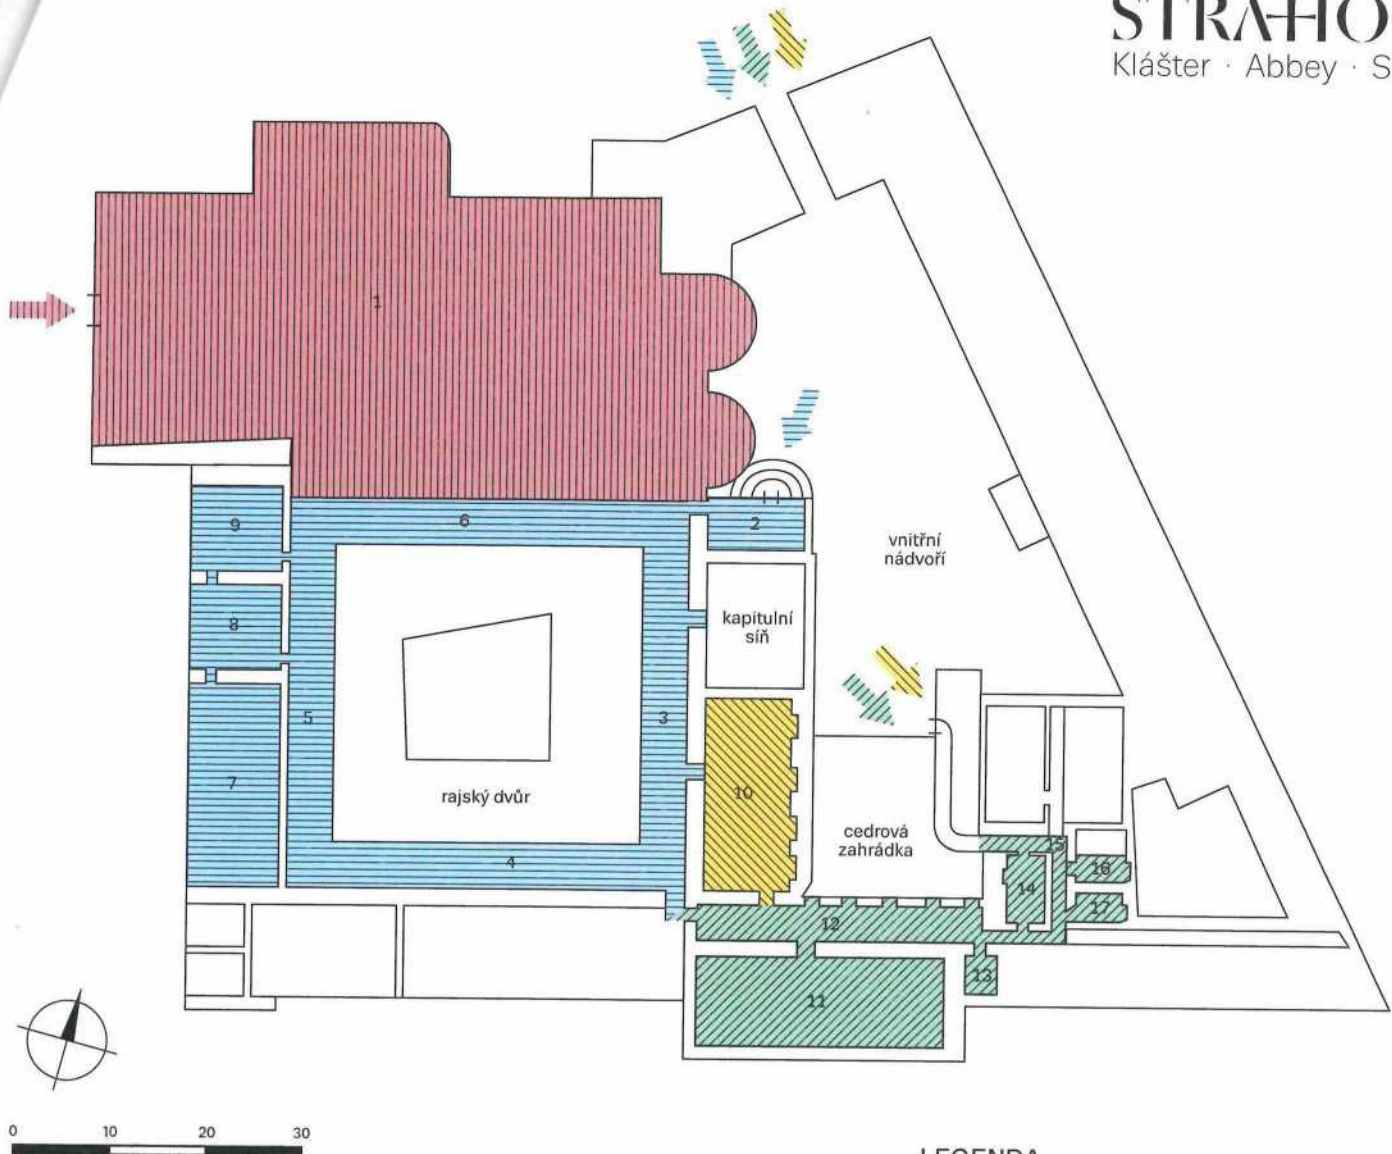 STRAHO
Klášter · Abbey · S
1
9
6
2
vnitřní
nádvoří
8
kapitulní
síň
5
3
7
rajský dvůr
10
cedrová
zahrádka
4
15
16
14
17
12
13
11
0 10 20 30
LEGENDA